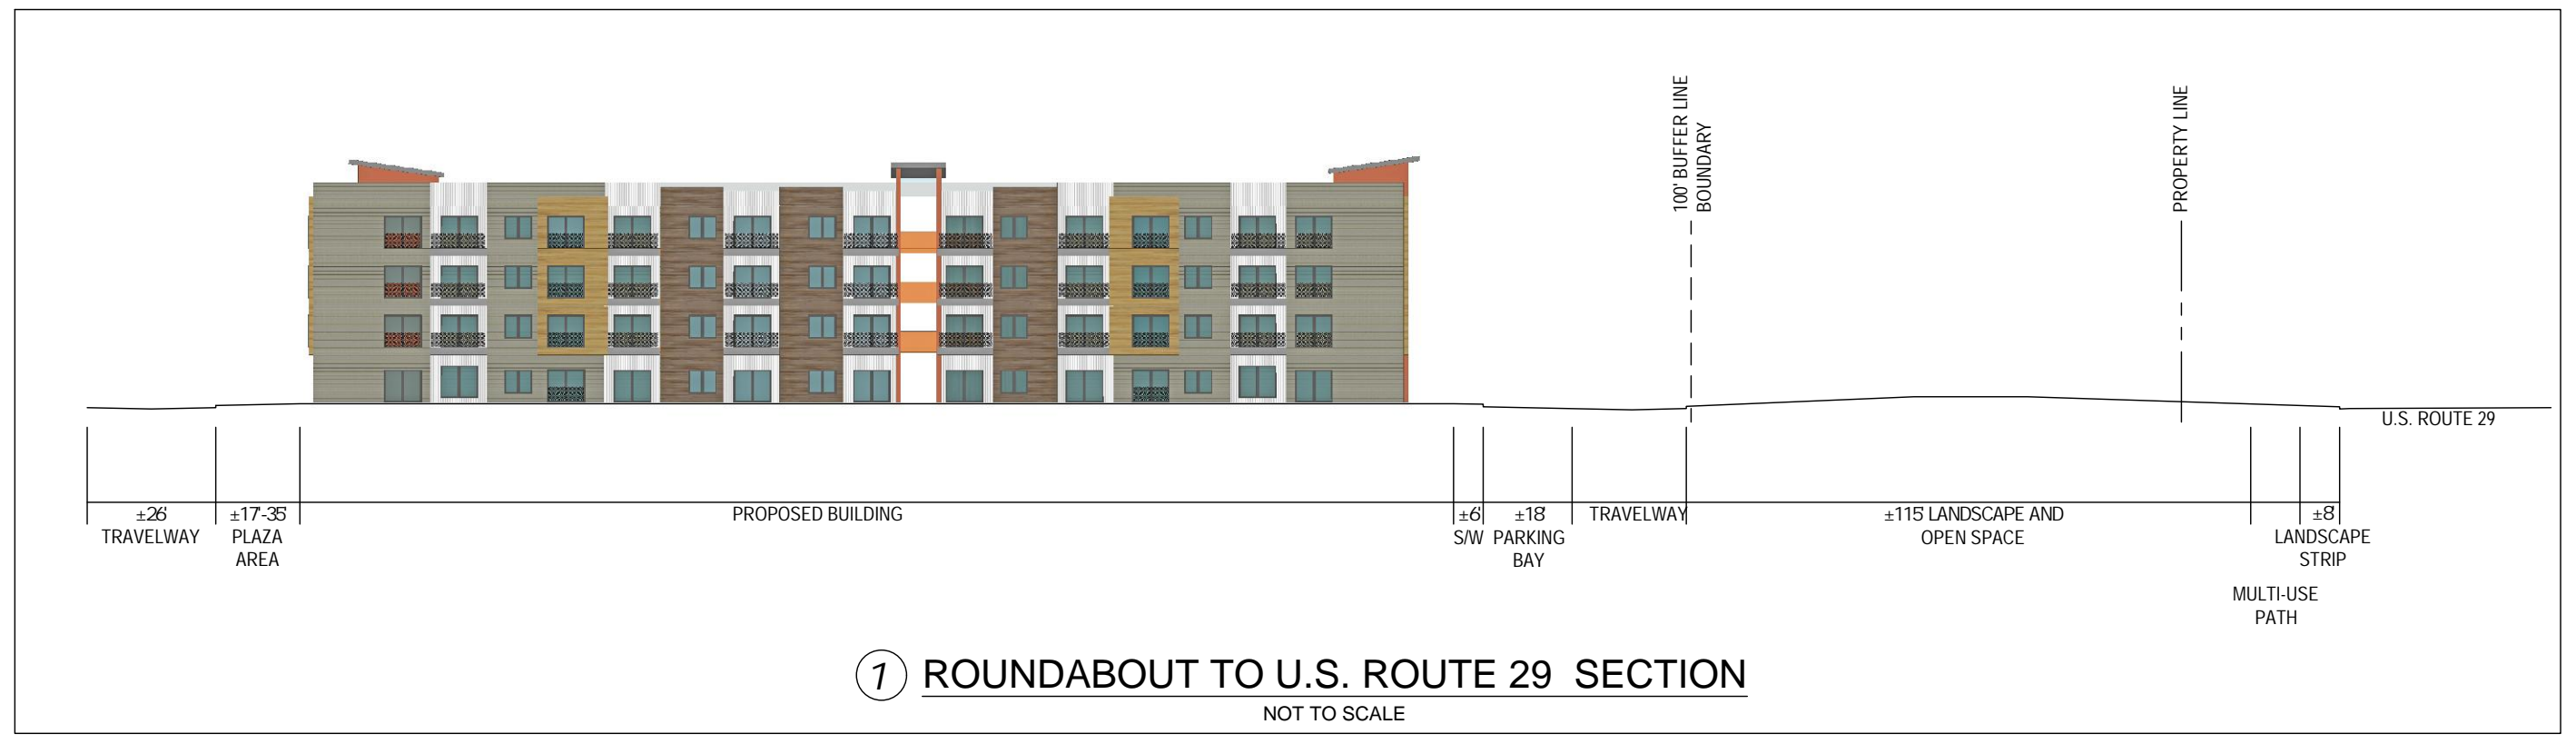 100' BUFFER LINE
BOUNDARY
PROPERTY LINE
U.S. ROUTE 29
±26'
TRAVELWAY
±17'-35'
PLAZA
AREA
PROPOSED BUILDING
±6'
S/W
±18'
PARKING
BAY
TRAVELWAY
±115' LANDSCAPE AND
OPEN SPACE
±8'
LANDSCAPE
STRIP
MULTI-USE
PATH
1 ROUNDABOUT TO U.S. ROUTE 29 SECTION
NOT TO SCALE